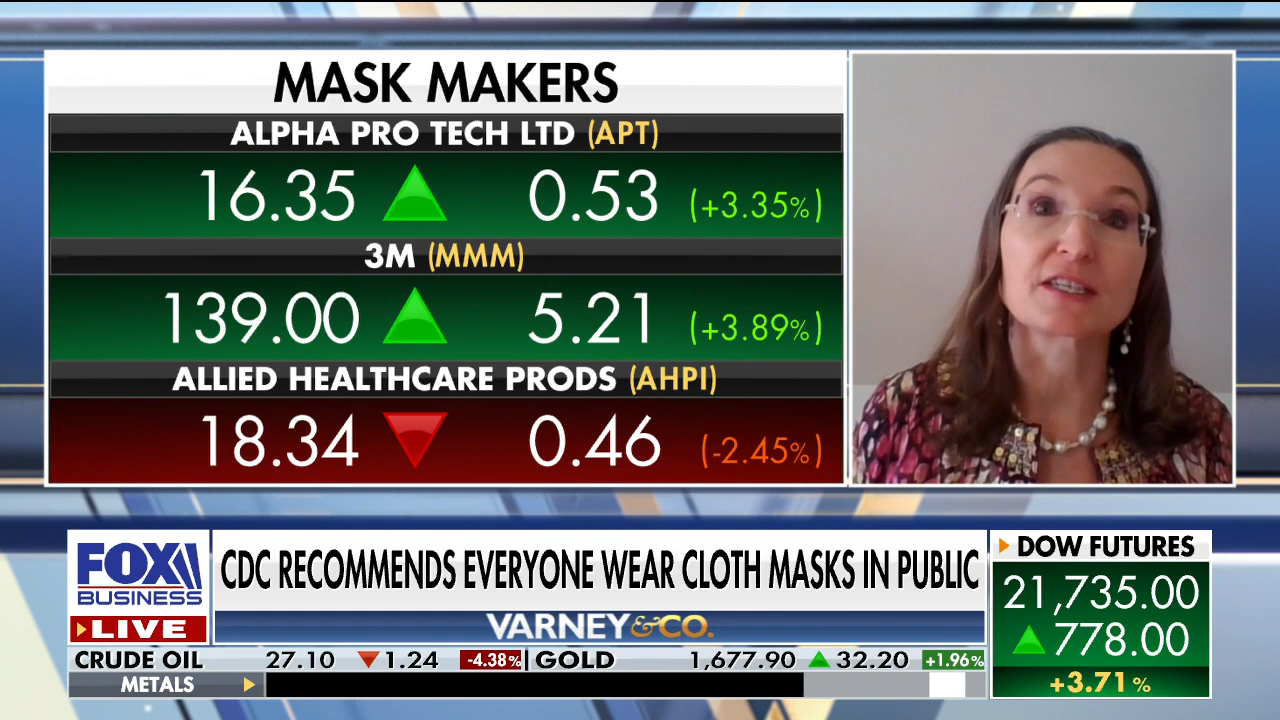 MASK MAKERS
ALPHA PRO TECH LTD (APT)
16.35 0.53 (+3.35%)
3M (MMM)
139.00 5.21 (+3.89%)
ALLIED HEALTHCARE PRODS (AHPI)
18.34 0.46 (-2.45%)
FOX
BUSINESS
LIVE
CDC RECOMMENDS EVERYONE WEAR CLOTH MASKS IN PUBLIC
VARNEY &CO.
DOW FUTURES
21,735.00
778.00
+3.71%
CRUDE OIL 27.10 1.24 -4.38% GOLD 1,677.90 32.20 +1.96%
METALS